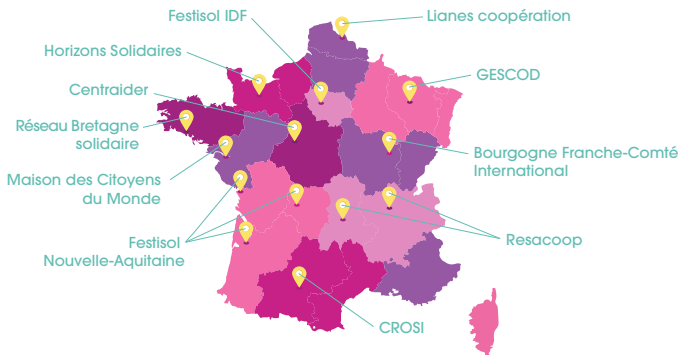 Festisol IDF
Lianes coopération
Horizons Solidaires
GESCOD
Centraider
Réseau Bretagne
solidaire
Bourgogne Franche-Comté
International
Maison des Citoyens
du Monde
Festisol
Nouvelle-Aquitaine
Resacoop
CROSI